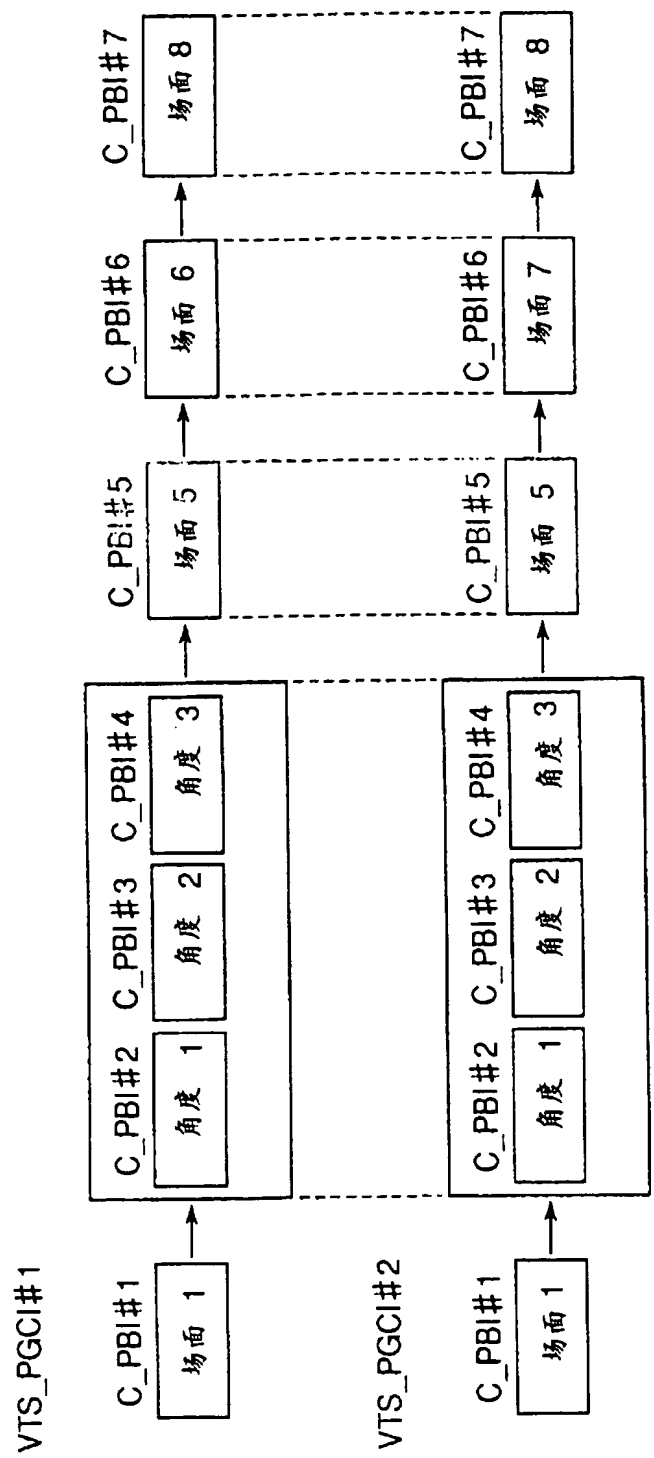 VTS_PGCI#1
C_PBI#1
场面 1
C_PBI#2
角度 1
C_PBI#3
角度 2
C_PBI#4
角度 3
C_PBI#5
场面 5
C_PBI#6
场面 6
C_PBI#7
场面 8
VTS_PGCI#2
C_PBI#1
场面 1
C_PBI#2
角度 1
C_PBI#3
角度 2
C_PBI#4
角度 3
C_PBI#5
场面 5
C_PBI#6
场面 7
C_PBI#7
场面 8